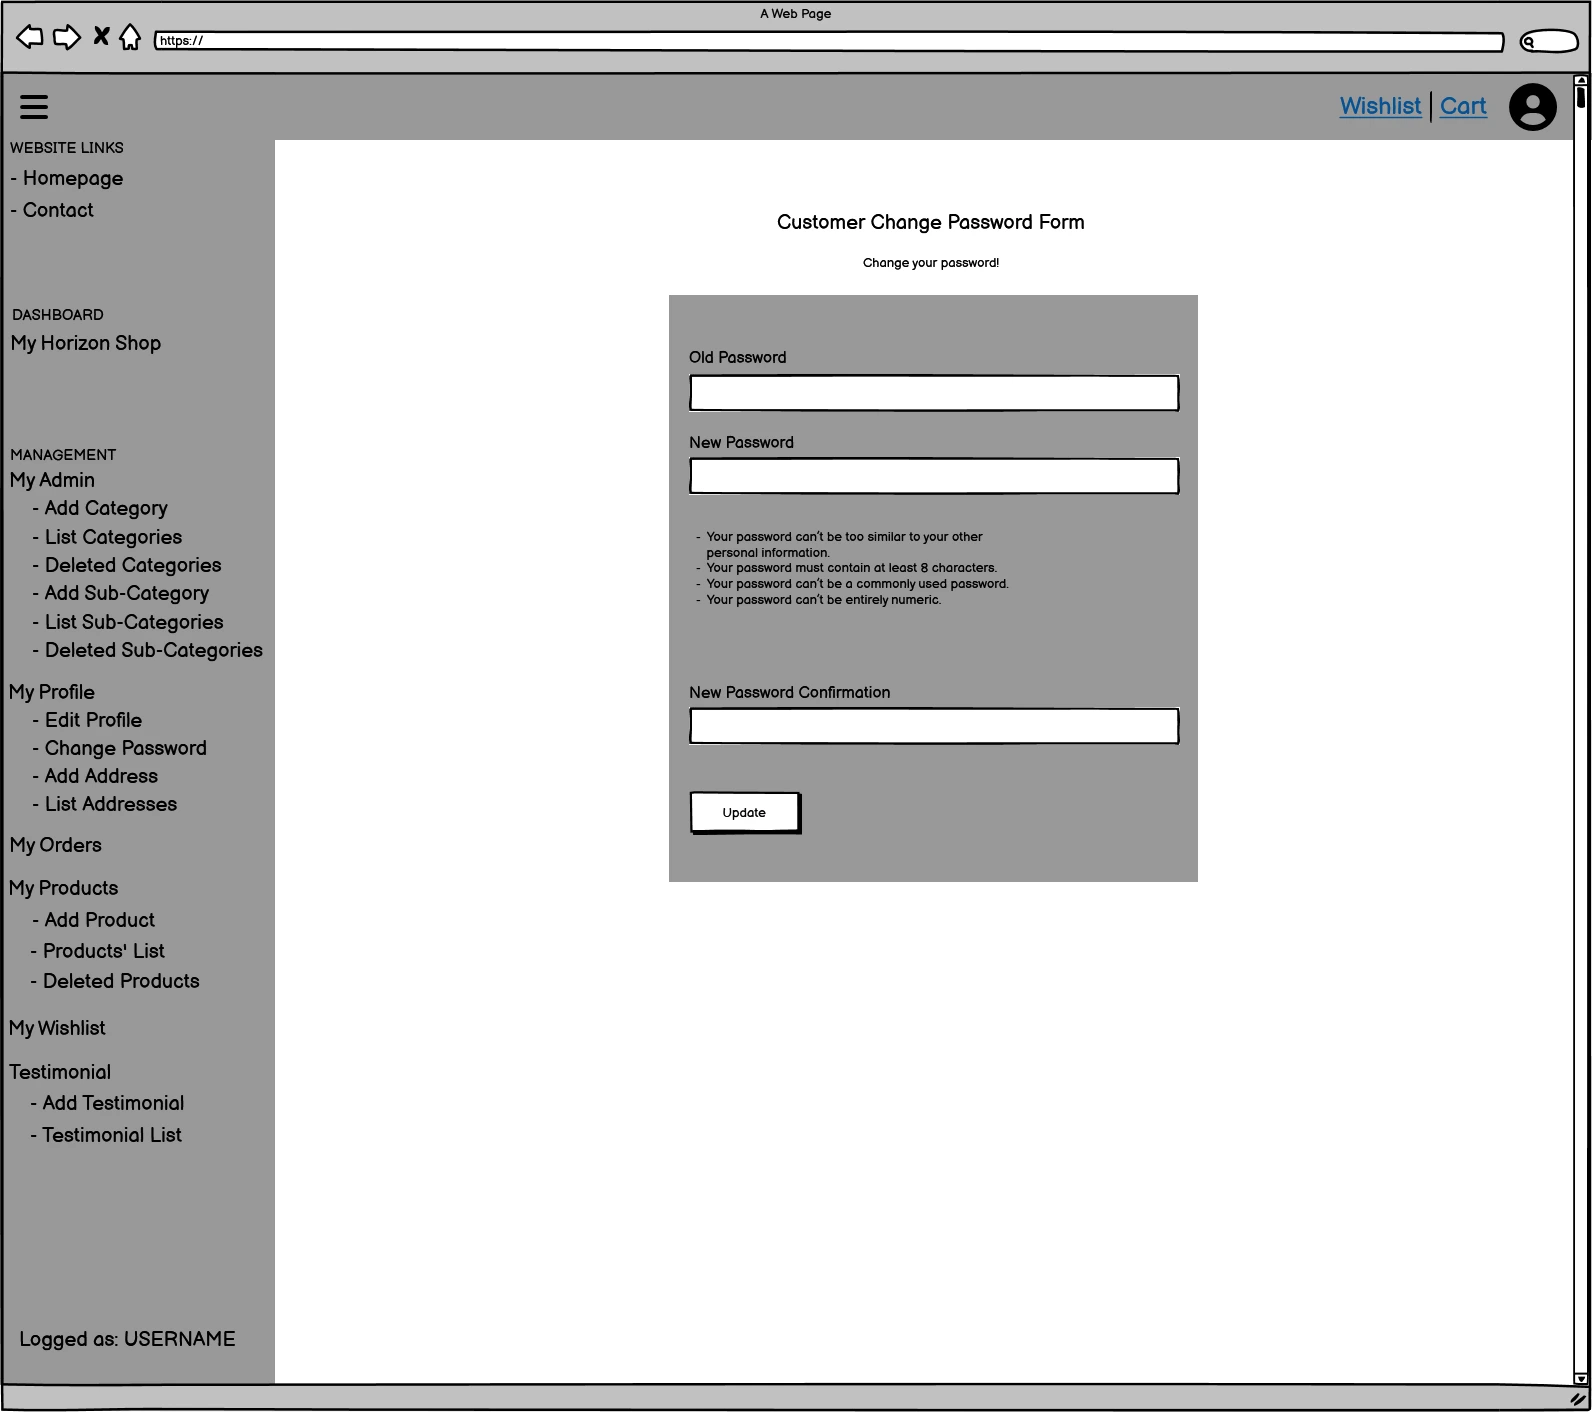 A Web Page
https://
Wishlist
Cart
WEBSITE LINKS
- Homepage
- Contact
DASHBOARD
My Horizon Shop
MANAGEMENT
My Admin
- Add Category
- List Categories
- Deleted Categories
- Add Sub-Category
- List Sub-Categories
- Deleted Sub-Categories
My Profile
- Edit Profile
- Change Password
- Add Address
- List Addresses
My Orders
My Products
- Add Product
- Products' List
- Deleted Products
My Wishlist
Testimonial
- Add Testimonial
- Testimonial List
Logged as: USERNAME
Customer Change Password Form
Change your password!
Old Password
New Password
- Your password can't be too similar to your other
personal information.
- Your password must contain at least 8 characters.
- Your password can't be a commonly used password.
- Your password can't be entirely numeric.
New Password Confirmation
Update